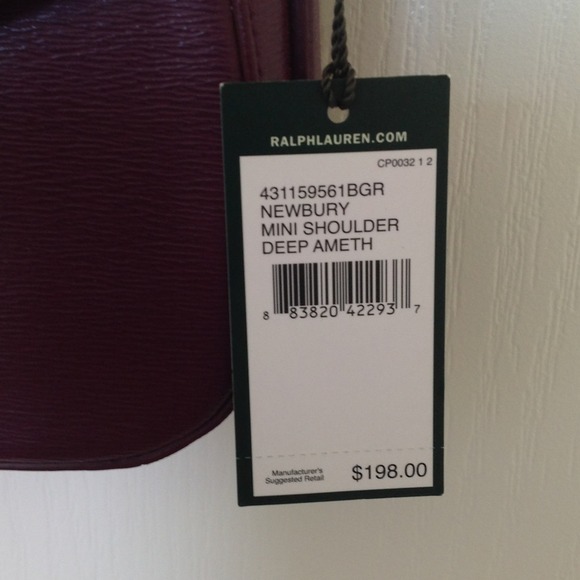 RALPHLAUREN.COM
CP0032 1 2
431159561BGR
NEWBURY
MINI SHOULDER
DEEP AMETH
8 83820 42293 7
Manufacturer's
Suggested Retail
$198.00